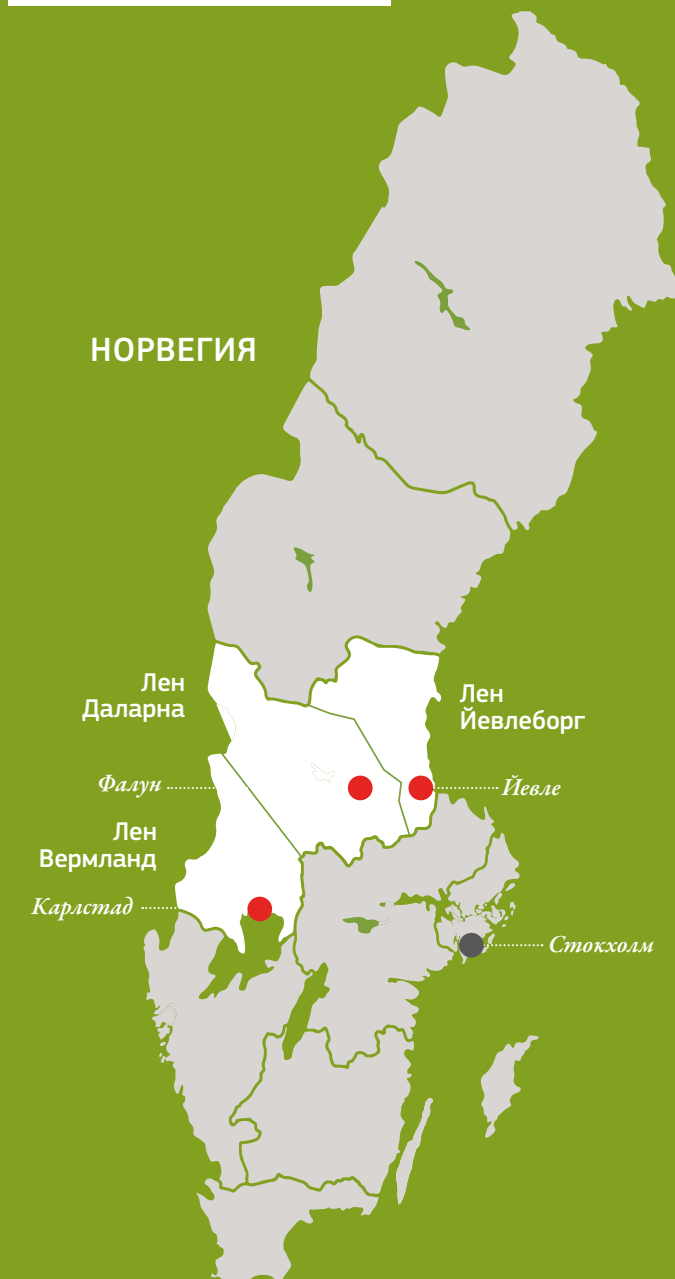 НОРВЕГИЯ
Лен
Даларна
Лен
Йевлеборг
Фалун
Йевле
Лен
Вермланд
Карлстад
Стокхолм